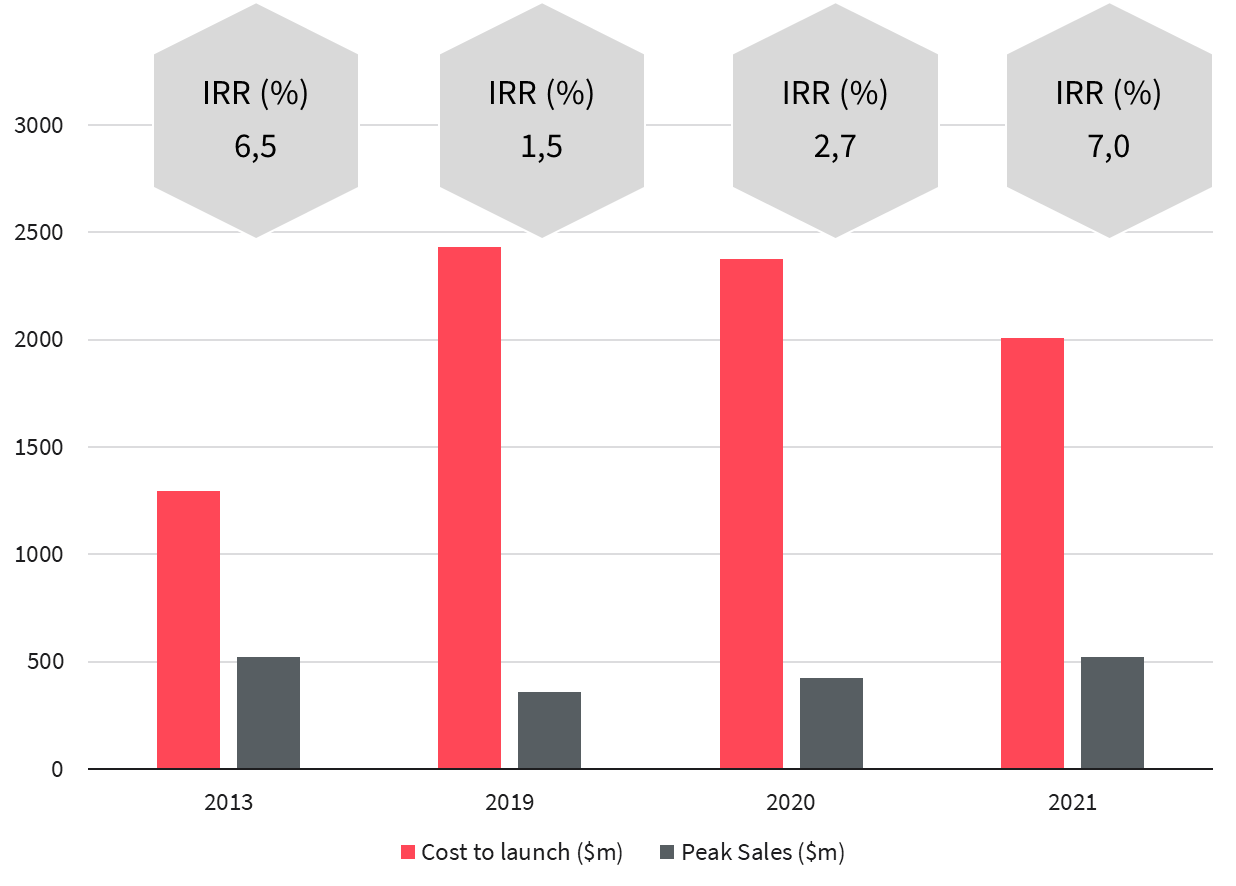 IRR (%)
6,5
IRR (%)
1,5
IRR (%)
2,7
IRR (%)
7,0
3000
2500
2000
1500
1000
500
0
2013
2019
2020
2021
Cost to launch ($m)
Peak Sales ($m)